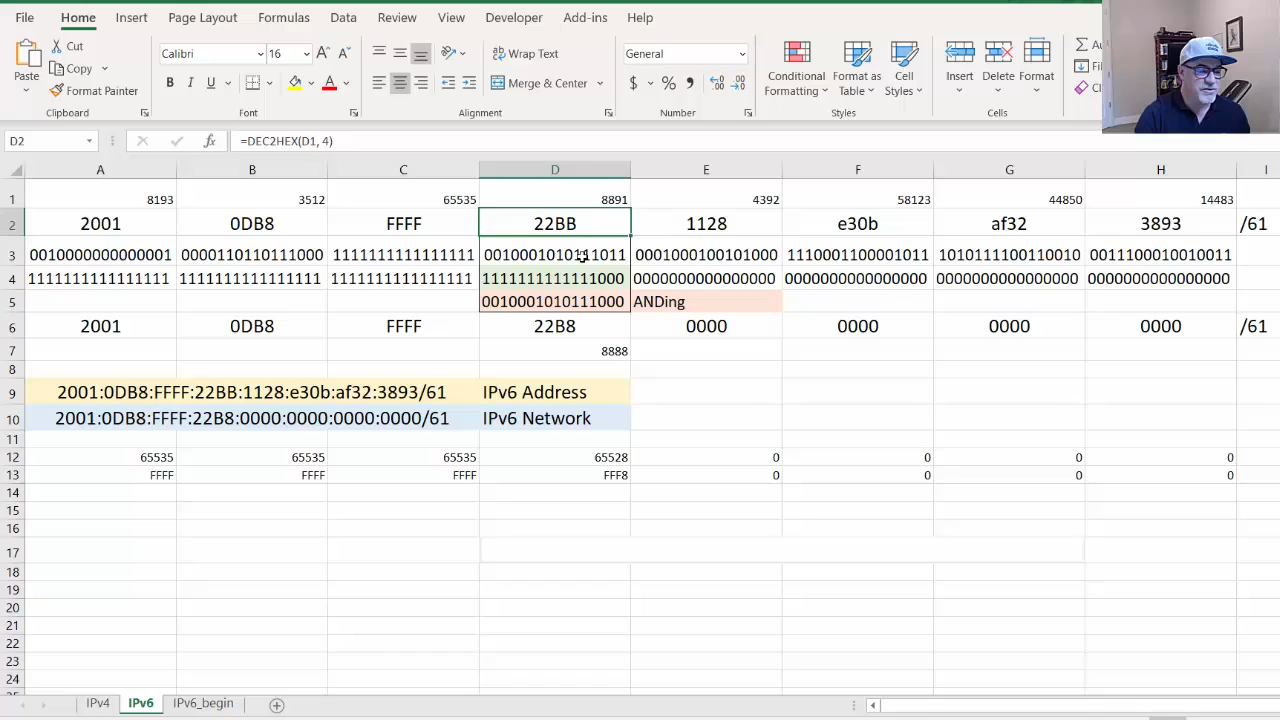 File Home Insert Page Layout Formulas Data Review View Developer Add-ins Help
Paste Cut Copy Format Painter
Calibri 16 Wrap Text General
B I U Merge & Center $ % Conditional Formatting Format as Table Cell Styles Insert Delete Format
Clipboard Font Alignment Number Styles Cells
D2 fx =DEC2HEX(D1, 4)
A B C D E F G H I
1 8193 3512 65535 8891 4392 58123 44850 14483
2 2001 0DB8 FFFF 22BB 1128 e30b af32 3893 /61
3 0010000000000001 0000110110111000 1111111111111111 0010001010111011 0001000100101000 1110001100001011 1010111100110010 0011100010010011
4 1111111111111111 1111111111111111 1111111111111111 1111111111111000 0000000000000000 0000000000000000 0000000000000000 0000000000000000
5 0010001010111000 ANDing
6 2001 0DB8 FFFF 22B8 0000 0000 0000 0000 /61
7 8888
8
9 2001:0DB8:FFFF:22BB:1128:e30b:af32:3893/61 IPv6 Address
10 2001:0DB8:FFFF:22B8:0000:0000:0000:0000/61 IPv6 Network
11
12 65535 65535 65535 65528 0 0 0 0
13 FFFF FFFF FFFF FFF8 0 0 0 0
14
15
16
17
18
19
20
21
22
23
24
IPv4 IPv6 IPv6_begin